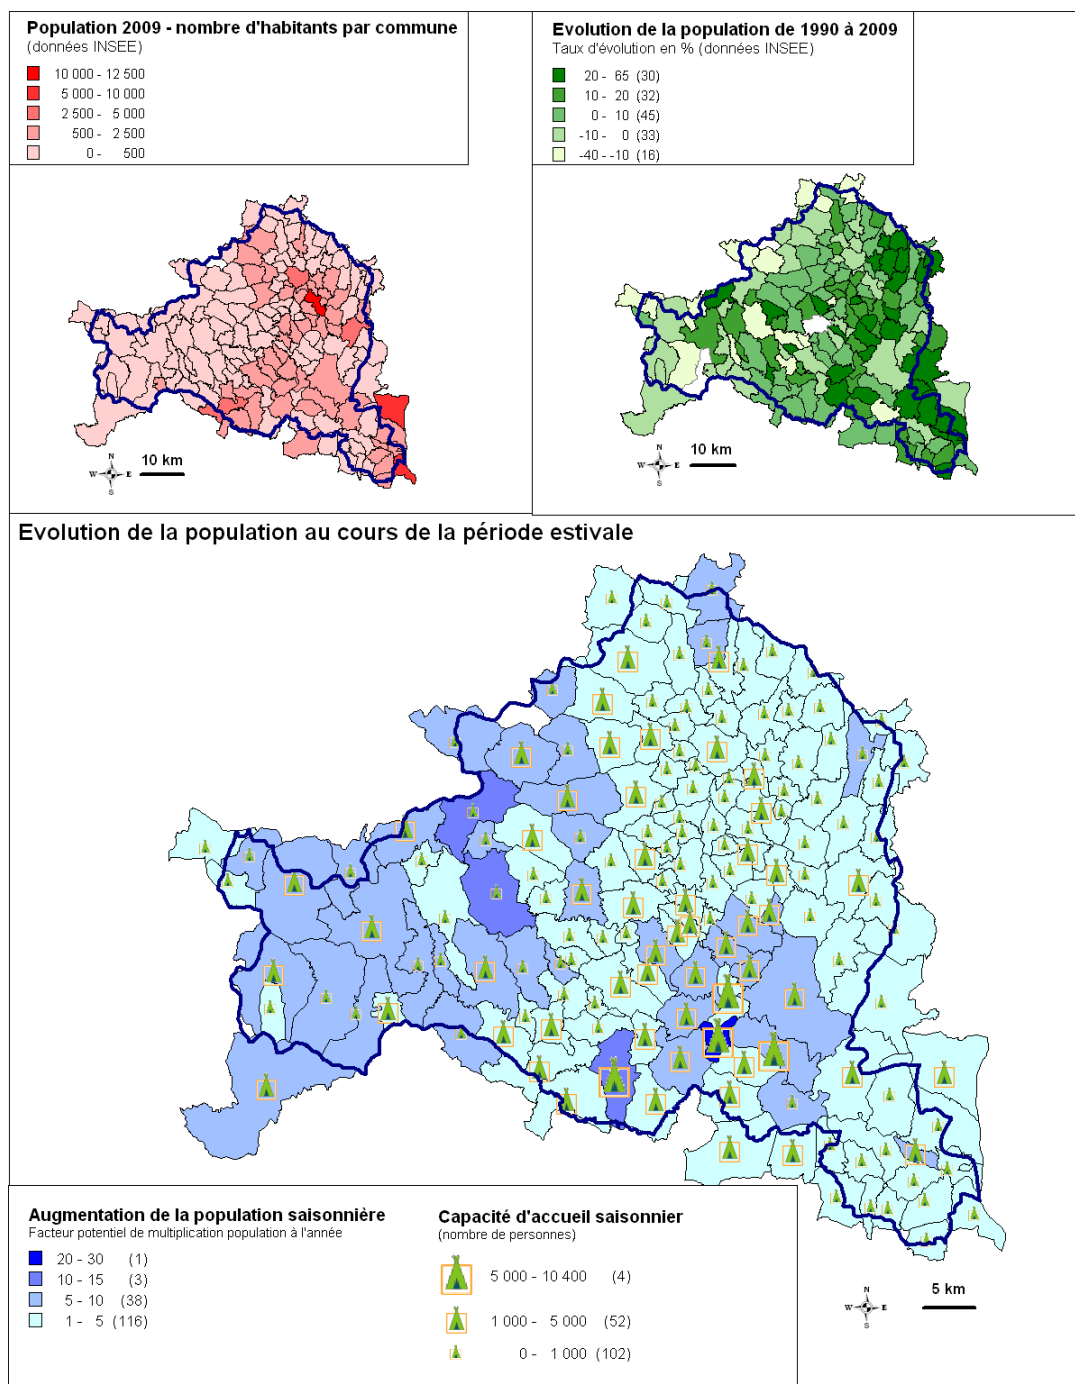 Population 2009 - nombre d'habitants par commune
(données INSEE)
10 000 - 12 500
5 000 - 10 000
2 500 - 5 000
500 - 2 500
0 - 500
N
W E
S
10 km
Evolution de la population de 1990 à 2009
Taux d'évolution en % (données INSEE)
20 - 65 (30)
10 - 20 (32)
0 - 10 (45)
-10 - 0 (33)
-40 - -10 (16)
N
W E
S
10 km
Evolution de la population au cours de la période estivale
Augmentation de la population saisonnière
Facteur potentiel de multiplication population à l'année
20 - 30 (1)
10 - 15 (3)
5 - 10 (38)
1 - 5 (116)
Capacité d'accueil saisonnier
(nombre de personnes)
5 000 - 10 400 (4)
1 000 - 5 000 (52)
0 - 1 000 (102)
N
W E
S
5 km